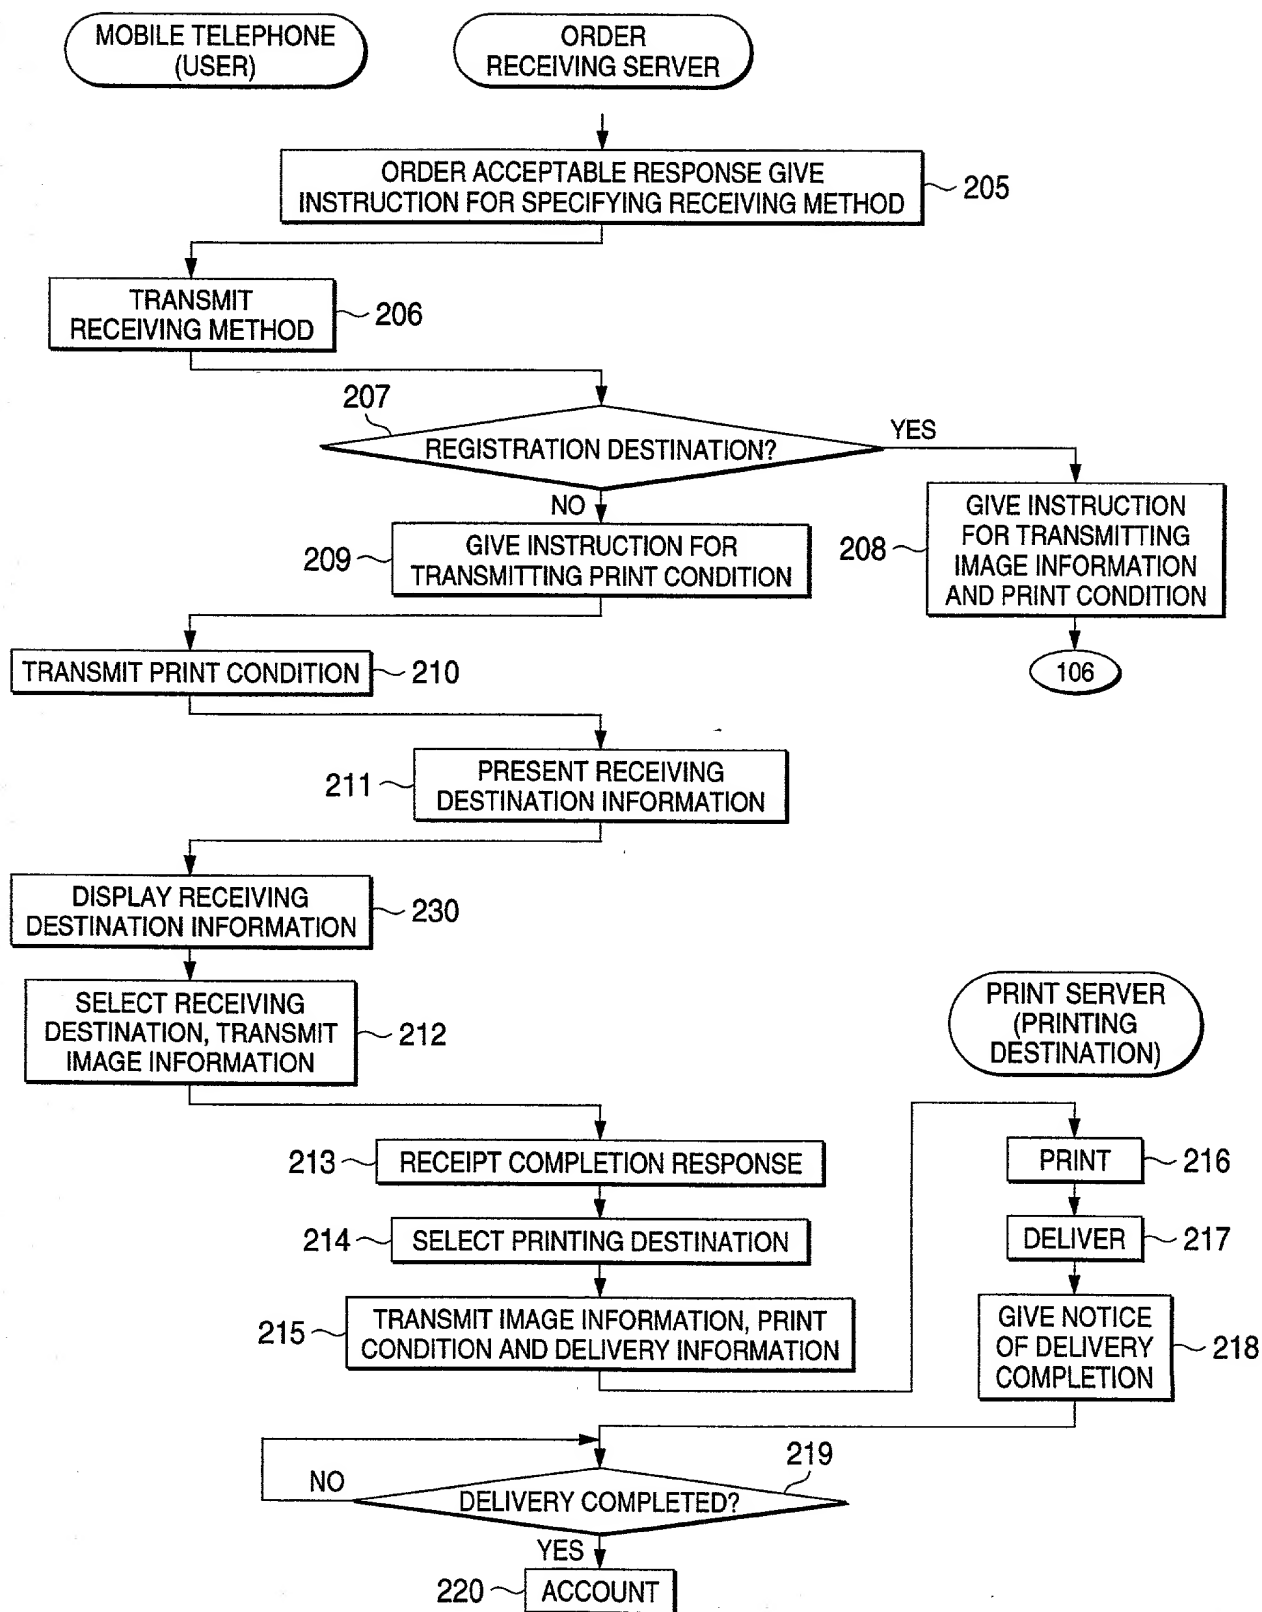 MOBILE TELEPHONE
(USER)
ORDER
RECEIVING SERVER
ORDER ACCEPTABLE RESPONSE GIVE
INSTRUCTION FOR SPECIFYING RECEIVING METHOD
205
TRANSMIT
RECEIVING METHOD
206
207
REGISTRATION DESTINATION?
YES
NO
GIVE INSTRUCTION
FOR TRANSMITTING
IMAGE INFORMATION
AND PRINT CONDITION
208
209
GIVE INSTRUCTION FOR
TRANSMITTING PRINT CONDITION
106
TRANSMIT PRINT CONDITION
210
211
PRESENT RECEIVING
DESTINATION INFORMATION
DISPLAY RECEIVING
DESTINATION INFORMATION
230
SELECT RECEIVING
DESTINATION, TRANSMIT
IMAGE INFORMATION
212
PRINT SERVER
(PRINTING
DESTINATION)
213
RECEIPT COMPLETION RESPONSE
PRINT
216
214
SELECT PRINTING DESTINATION
DELIVER
217
215
TRANSMIT IMAGE INFORMATION, PRINT
CONDITION AND DELIVERY INFORMATION
GIVE NOTICE
OF DELIVERY
COMPLETION
218
219
NO
DELIVERY COMPLETED?
YES
220
ACCOUNT